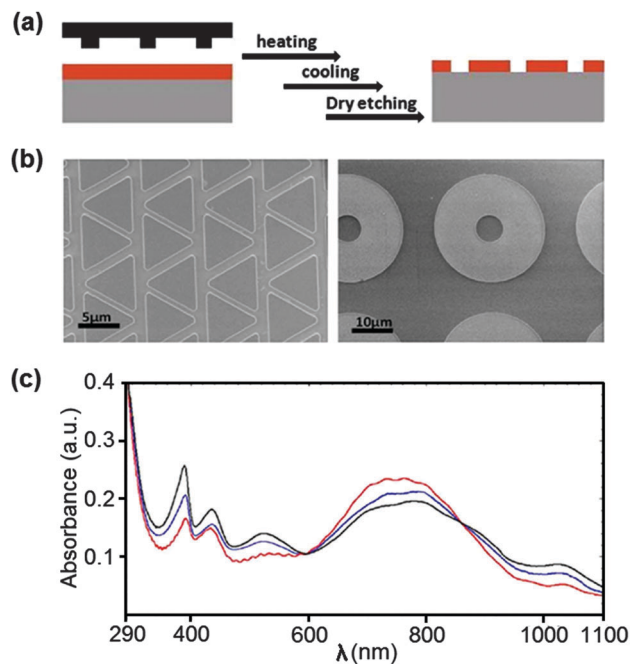 (a)
heating
cooling
Dry etching
(b)
5μm
10μm
(c)
Absorbance (a.u.)
0.4
0.3
0.2
0.1
290 400 600 800 1000 1100
λ (nm)